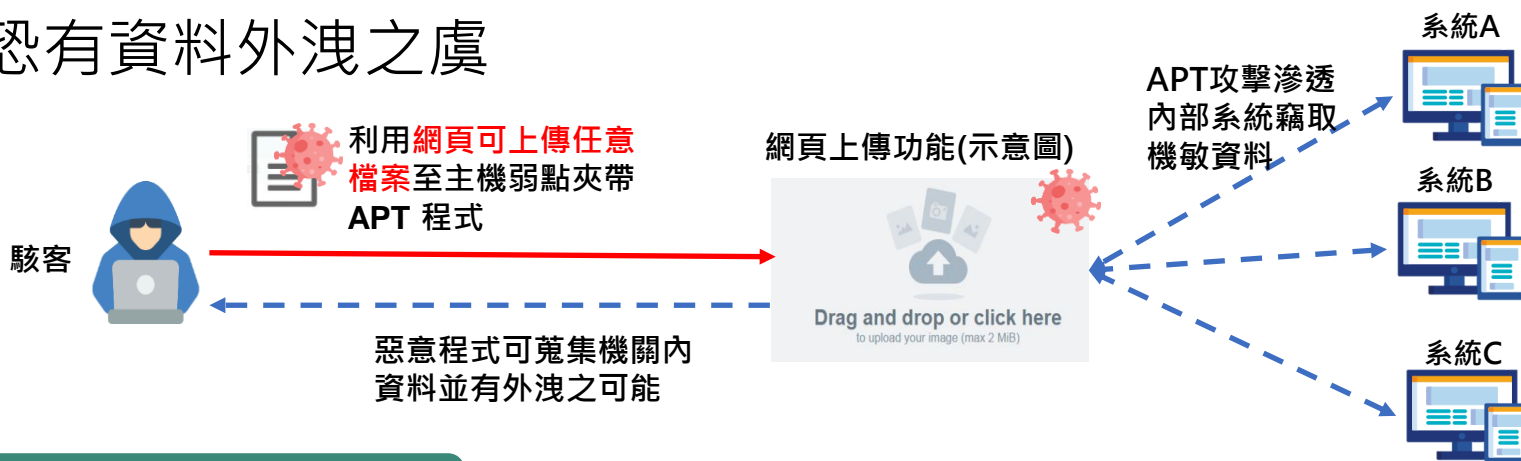 恐有資料外洩之虞
系統A
APT攻擊滲透
內部系統竊取
機敏資料
利用網頁可上傳任意
檔案至主機弱點夾帶
APT 程式
網頁上傳功能(示意圖)
系統B
駭客
Drag and drop or click here
to upload your image (max 2 MiB)
惡意程式可蒐集機關內
資料並有外洩之可能
系統C